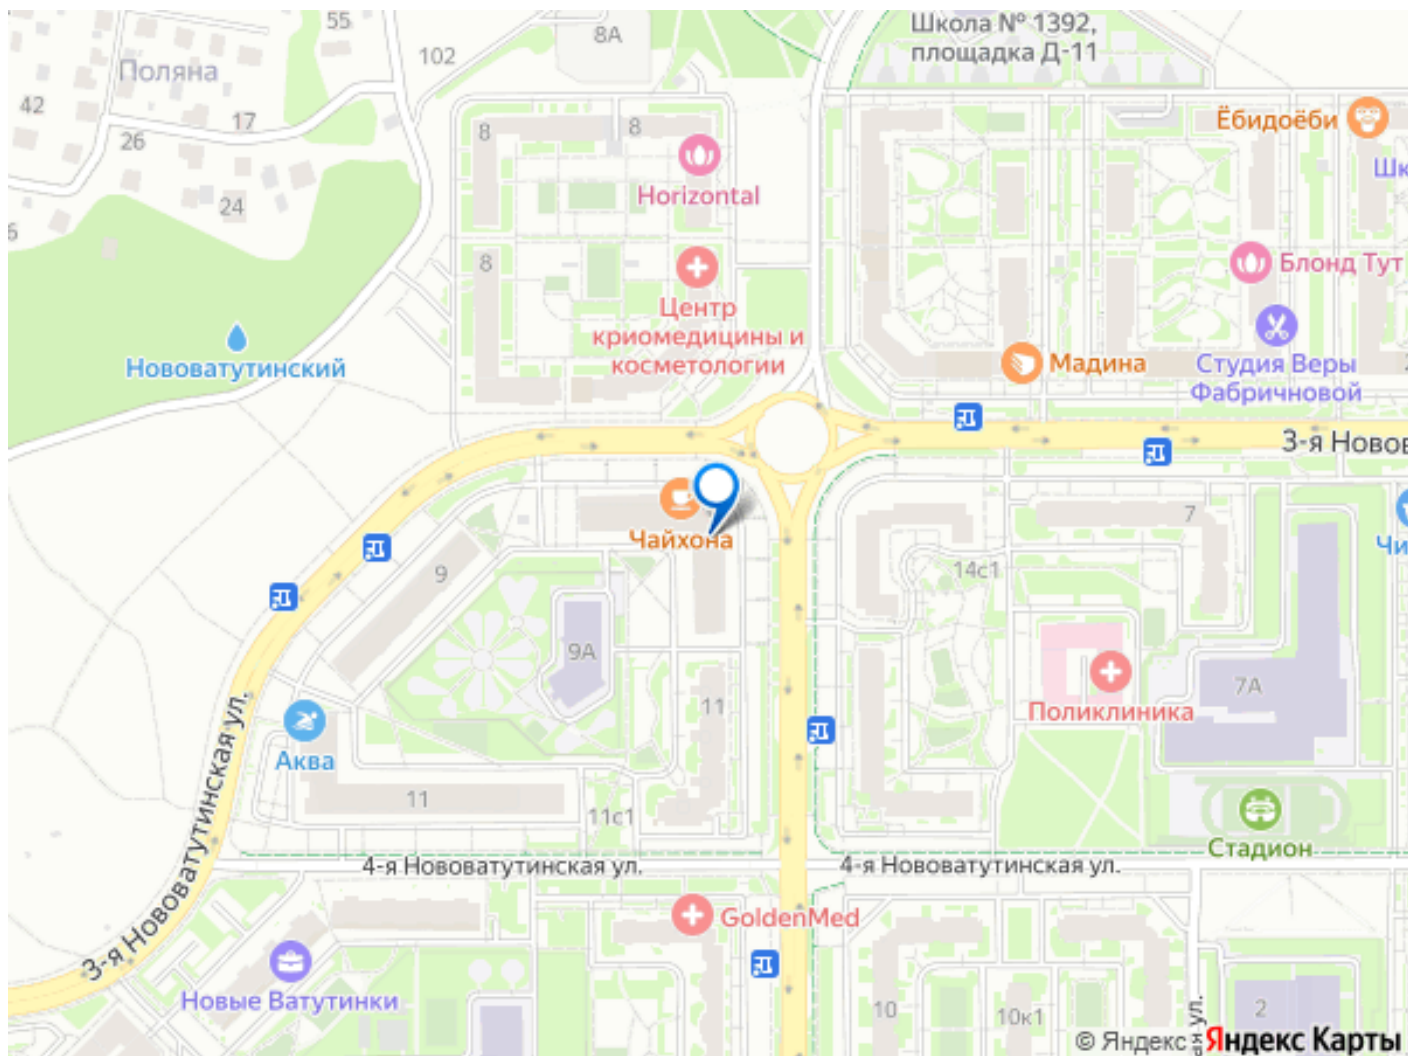 55
Школа № 1392,
площадка Д-11
8А
102
Поляна
42
17
26
8
8
Ёбидоёби
Horizontal
24
8
Блонд Тут
Центр
криомедицины и
косметологии
Нововатутинский
Мадина
Студия Веры
Фабричновой
Чайхона
7
9
14с1
9А
Поликлиника
7А
11
Аква
11
11с1
Стадион
3-я Нововатутинская ул.
4-я Нововатутинская ул.
4-я Нововатутинская ул.
GoldenMed
Новые Ватутинки
10
10к1
2
© Яндекс Яндекс Карты